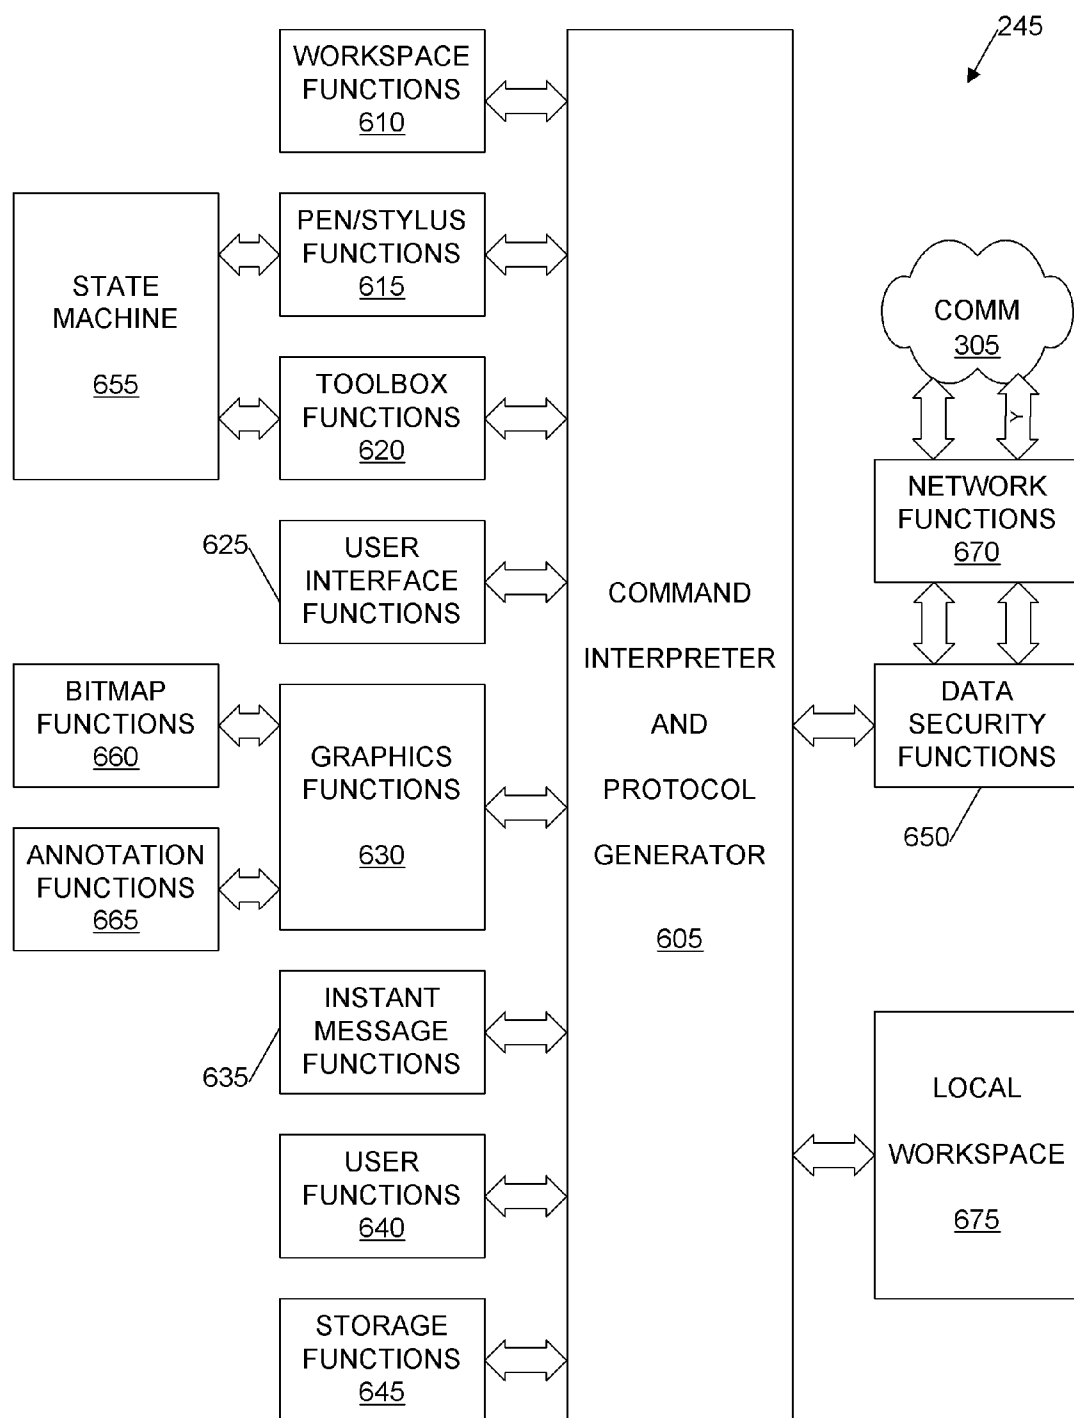 245
WORKSPACE
FUNCTIONS
610
STATE
MACHINE
655
PEN/STYLUS
FUNCTIONS
615
TOOLBOX
FUNCTIONS
620
625
USER
INTERFACE
FUNCTIONS
BITMAP
FUNCTIONS
660
ANNOTATION
FUNCTIONS
665
GRAPHICS
FUNCTIONS
630
INSTANT
MESSAGE
FUNCTIONS
635
USER
FUNCTIONS
640
STORAGE
FUNCTIONS
645
COMMAND
INTERPRETER
AND
PROTOCOL
GENERATOR
605
COMM
305
Y
NETWORK
FUNCTIONS
670
DATA
SECURITY
FUNCTIONS
650
LOCAL
WORKSPACE
675